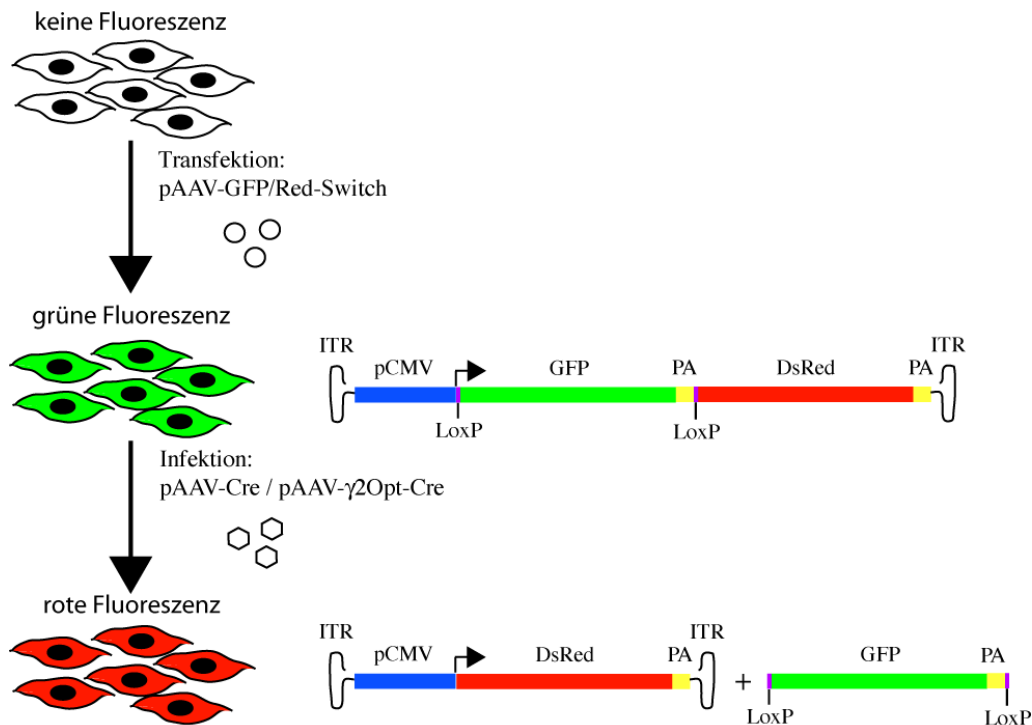 keine Fluoreszenz
Transfektion:
pAAV-GFP/Red-Switch
grüne Fluoreszenz
ITR pCMV GFP PA DsRed PA ITR
LoxP LoxP
Infektion:
pAAV-Cre / pAAV-γ2Opt-Cre
rote Fluoreszenz
ITR pCMV DsRed PA ITR + GFP PA
LoxP LoxP